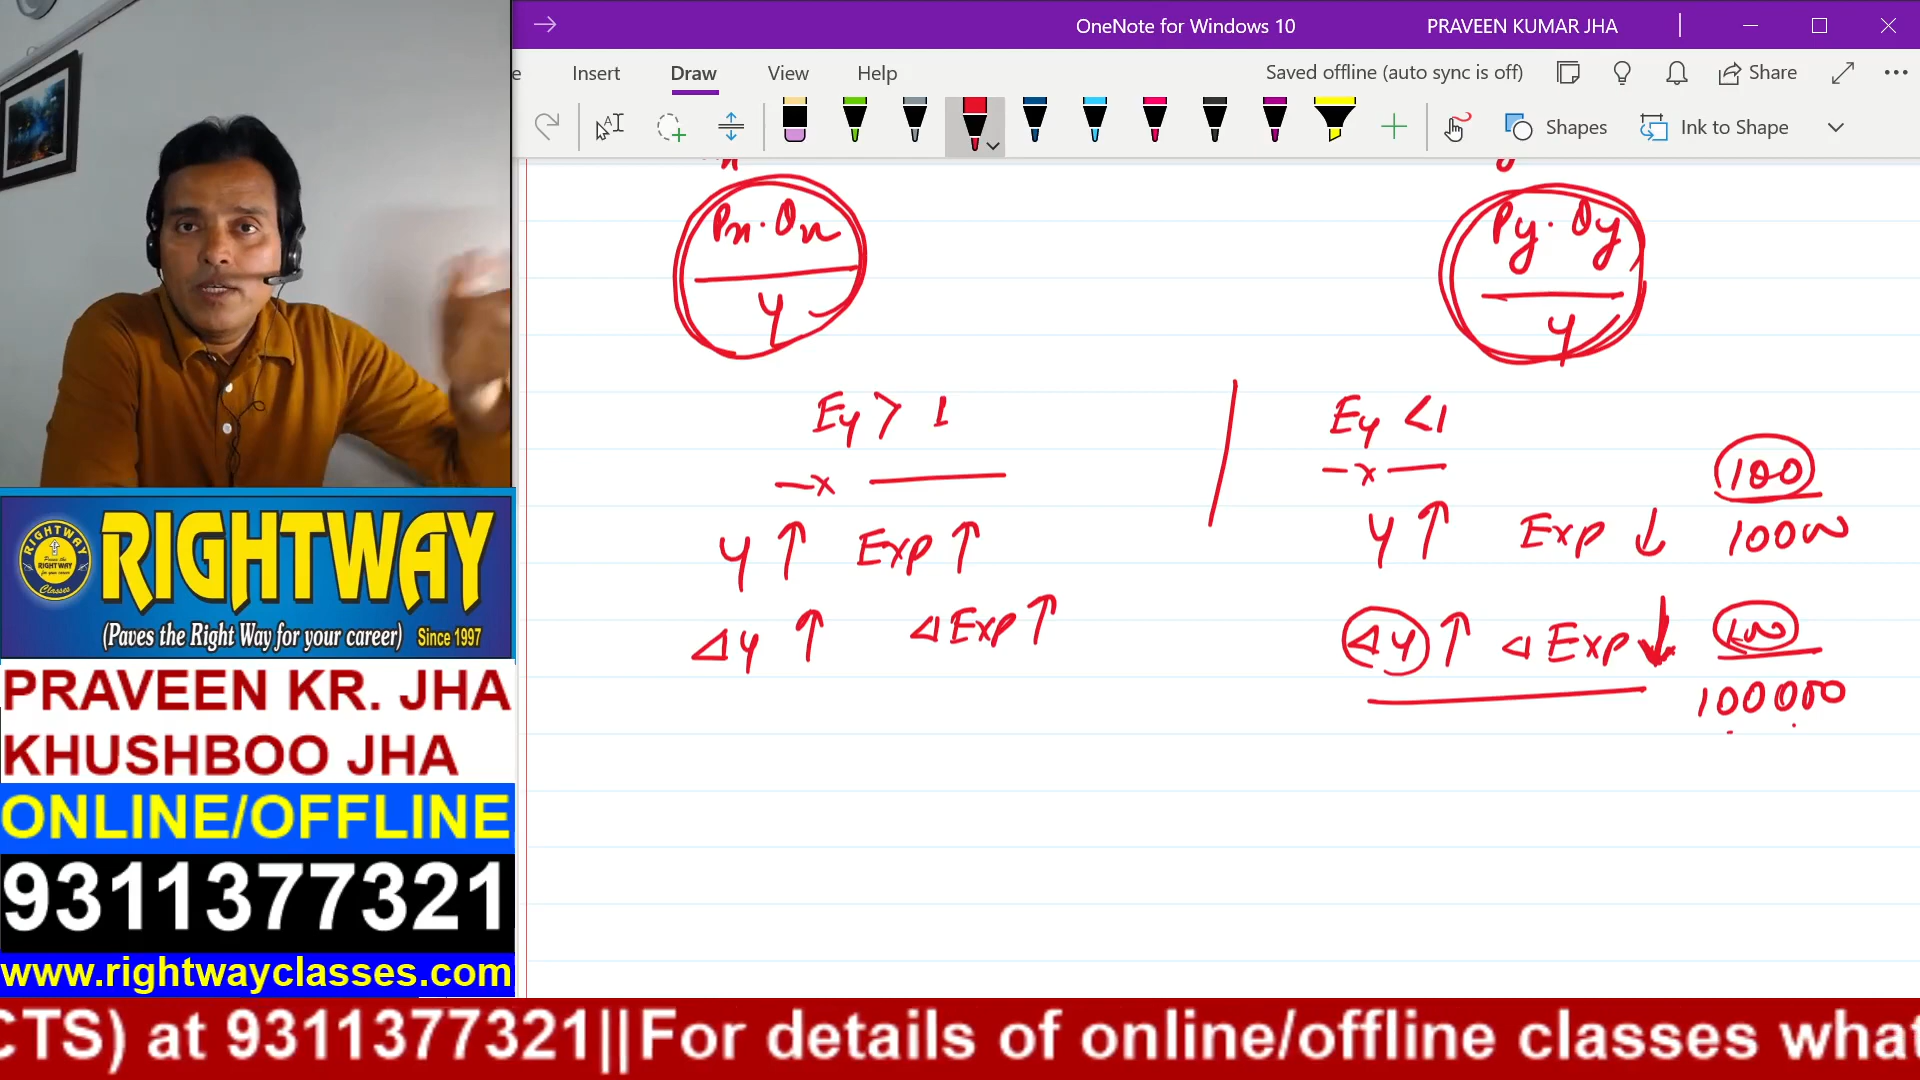 OneNote for Windows 10 PRAVEEN KUMAR JHA
Insert Draw View Help Saved offline (auto sync is off) Share
Shapes Ink to Shape
Px·Qx
y
Py·Qy
y
Ey > 1
Ey < 1
100
y ↑ Exp ↑
y ↑ Exp ↓
Δy ↑ Δ Exp ↑
Δy ↑ Δ Exp ↓
RIGHTWAY
(Paves the Right Way for your career) Since 1997
PRAVEEN KR. JHA
KHUSHBOO JHA
ONLINE/OFFLINE
9311377321
www.rightwayclasses.com
CTS) at 9311377321||For details of online/offline classes what